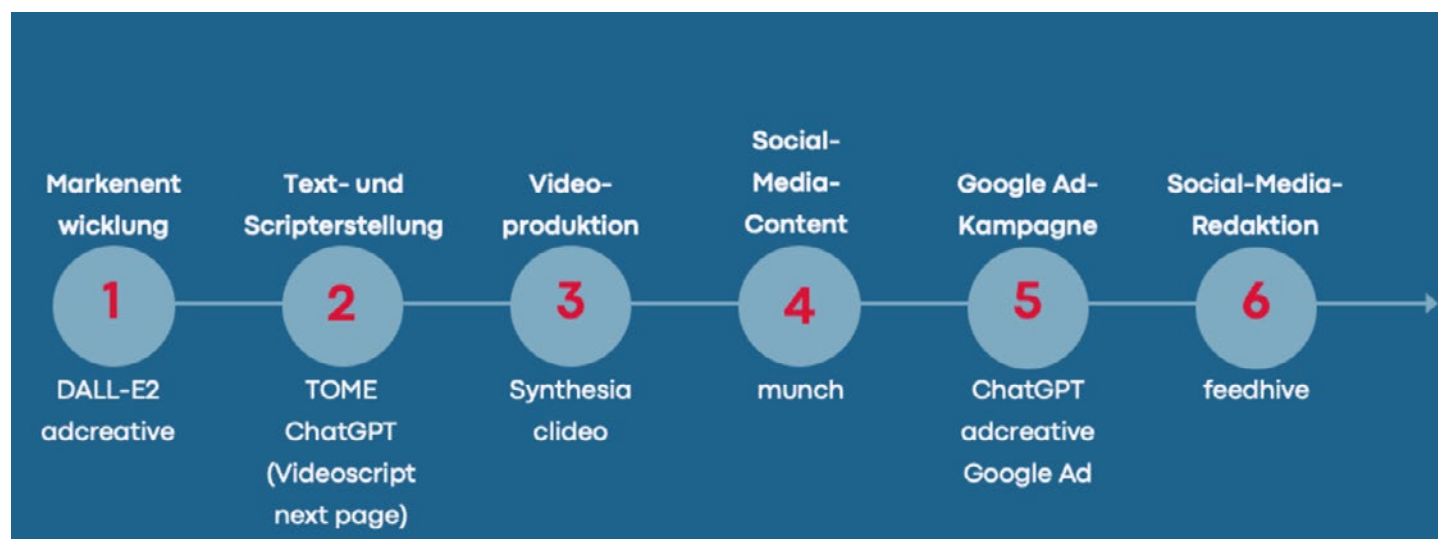 Markenent
wicklung
1
DALL-E2
adcreative
Text- und
Scripterstellung
2
TOME
ChatGPT
(Videoscript
next page)
Video-
produktion
3
Synthesia
clideo
Social-
Media-
Content
4
munch
Google Ad-
Kampagne
5
ChatGPT
adcreative
Google Ad
Social-Media-
Redaktion
6
feedhive